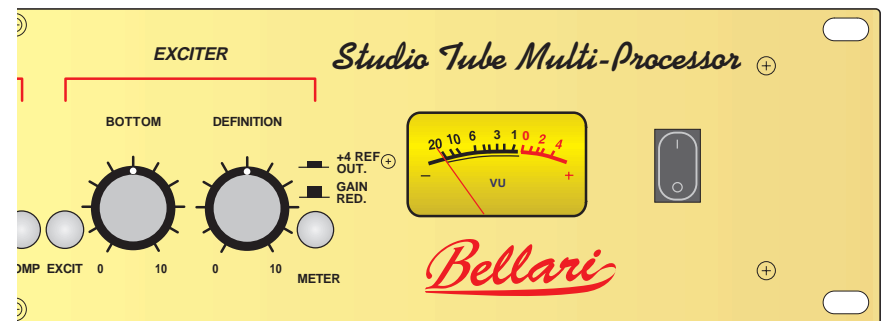 EXCITER
Studio Tube Multi-Processor
BOTTOM
DEFINITION
+4 REF
OUT.
GAIN
RED.
20 10 6 3 1 0 2 4
− +
VU
I
O
Bellari
OMP EXCIT 0 10 0 10 METER